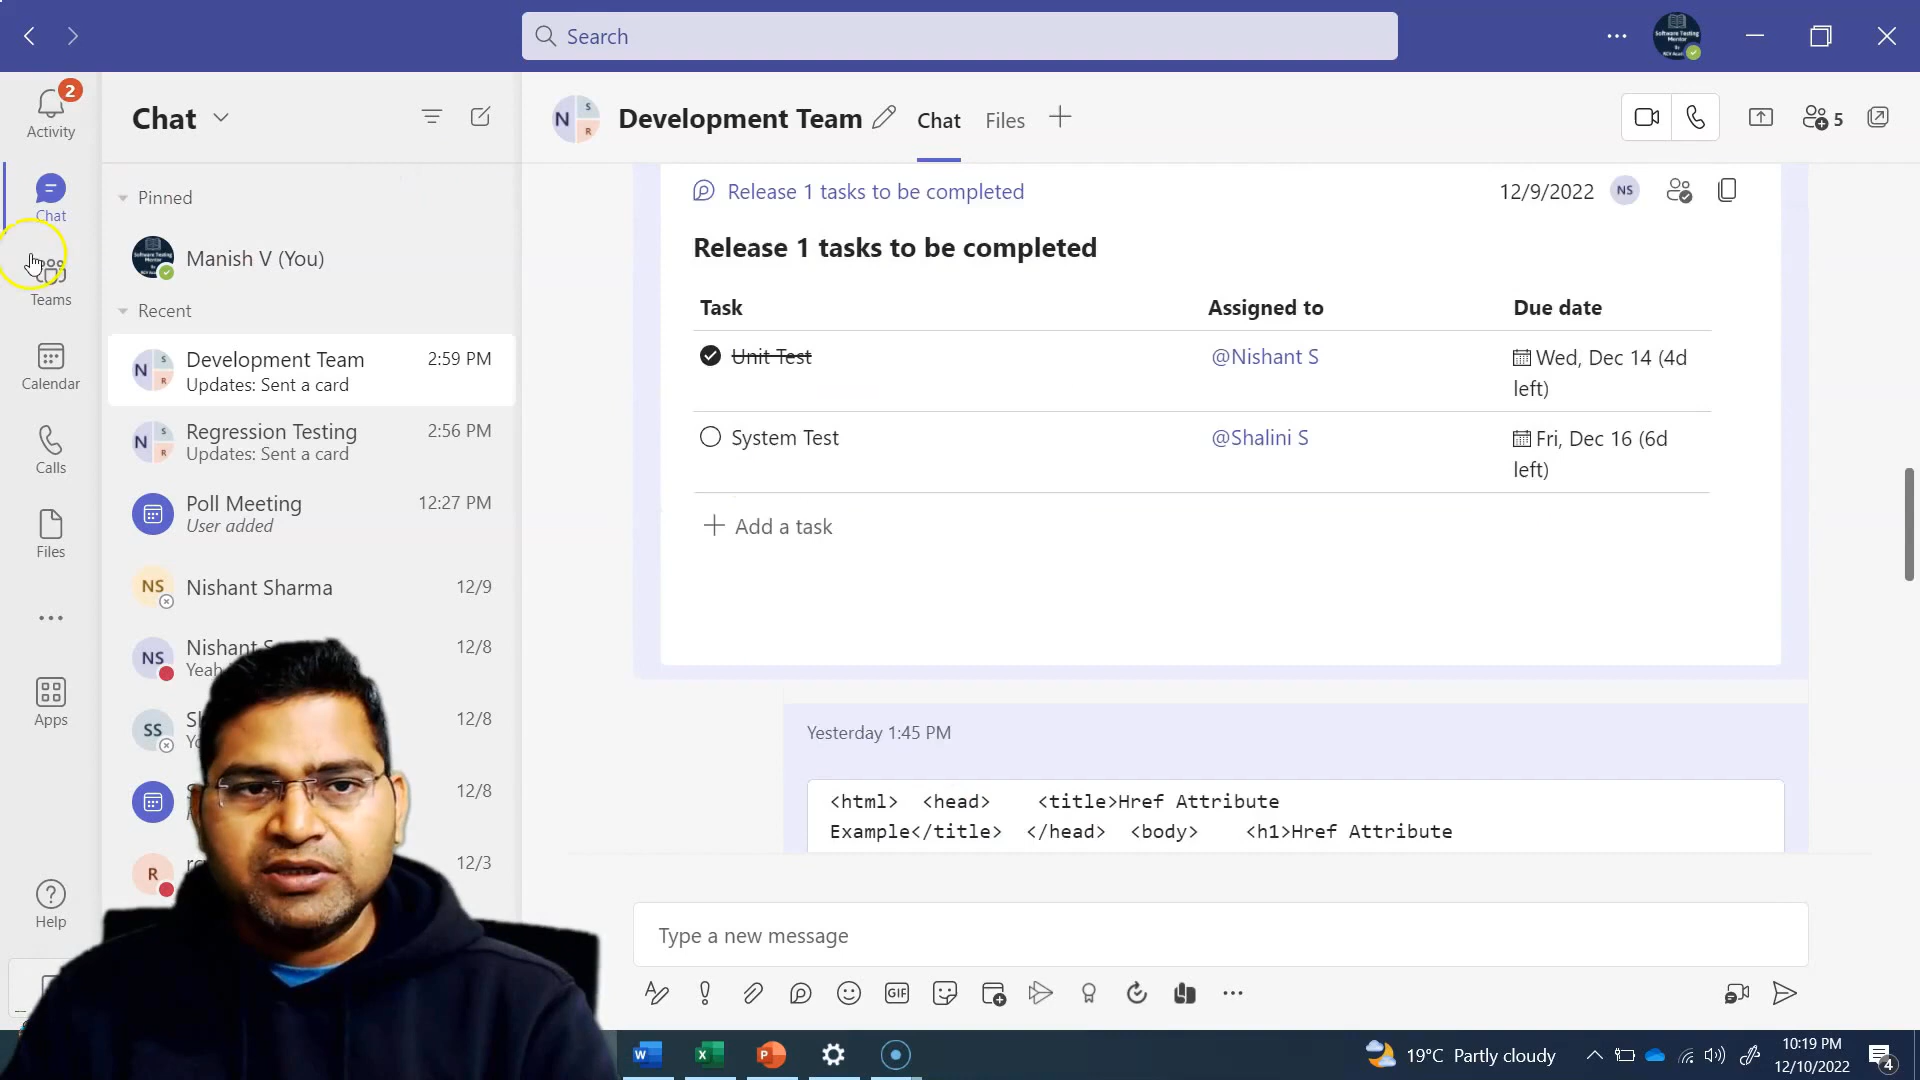 Search
2
Activity
Chat
Teams
Calendar
Calls
Files
Apps
Help
Chat
Pinned
Manish V (You)
Recent
Development Team 2:59 PM
Updates: Sent a card
Regression Testing 2:56 PM
Updates: Sent a card
Poll Meeting 12:27 PM
User added
NS Nishant Sharma 12/9
NS Nishant S 12/8
Yeah
SS 12/8
12/8
R 12/3
N S R Development Team Chat Files 5
Release 1 tasks to be completed 12/9/2022 NS
Release 1 tasks to be completed
Task Assigned to Due date
Unit Test @Nishant S Wed, Dec 14 (4d
left)
System Test @Shalini S Fri, Dec 16 (6d
left)
Add a task
Yesterday 1:45 PM
<html> <head> <title>Href Attribute
Example</title> </head> <body> <h1>Href Attribute
Type a new message
GIF
19°C Partly cloudy
10:19 PM
12/10/2022
4